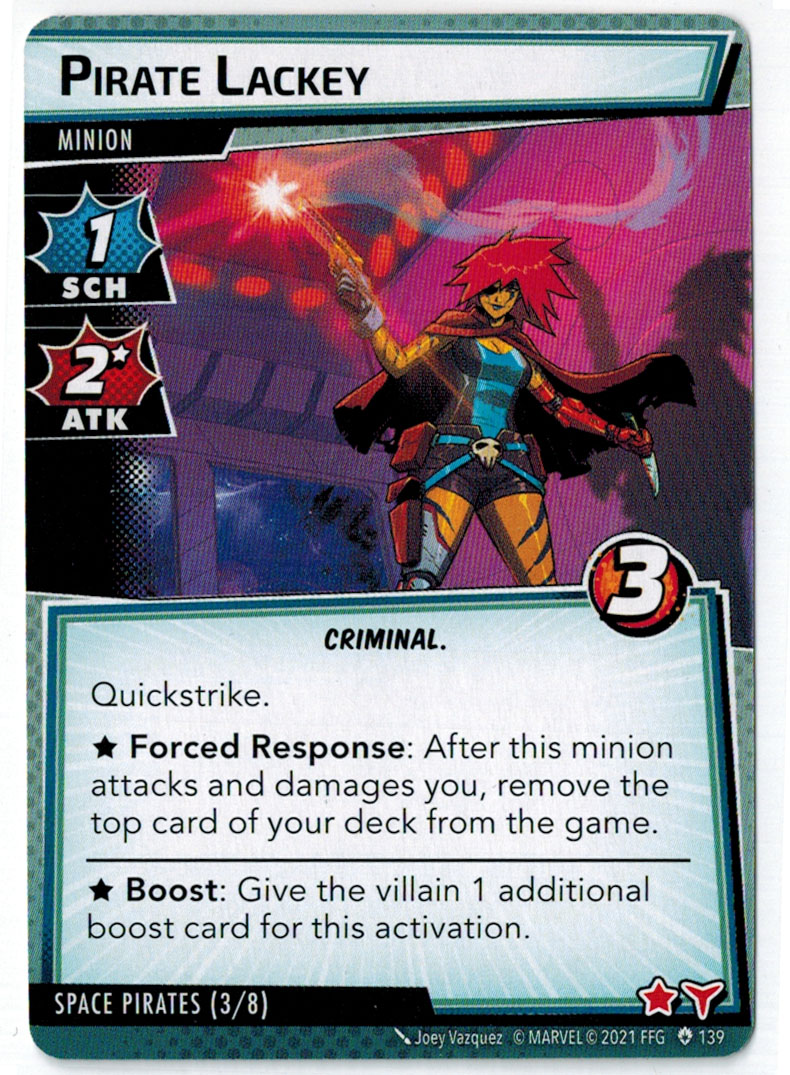 PIRATE LACKEY
MINION
1
SCH
2★
ATK
3
CRIMINAL.
Quickstrike.
★ Forced Response: After this minion
attacks and damages you, remove the
top card of your deck from the game.
★ Boost: Give the villain 1 additional
boost card for this activation.
SPACE PIRATES (3/8)
Joey Vazquez © MARVEL © 2021 FFG 139